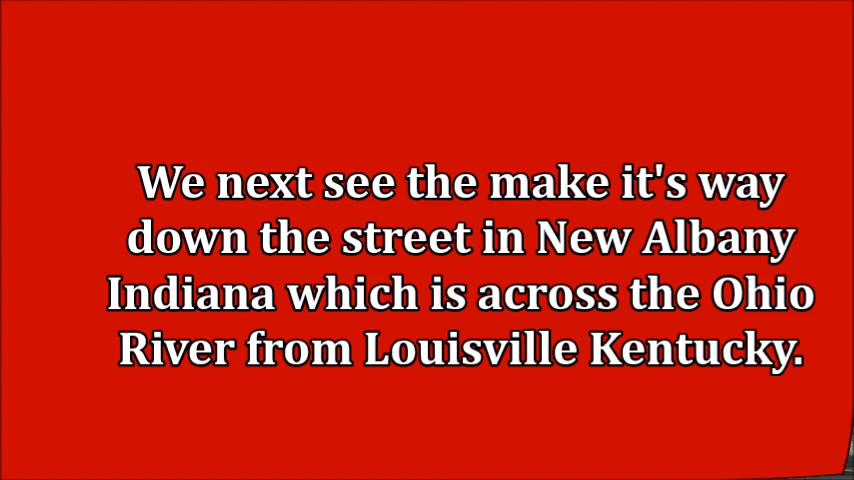 We next see the make it's way
down the street in New Albany
Indiana which is across the Ohio
River from Louisville Kentucky.